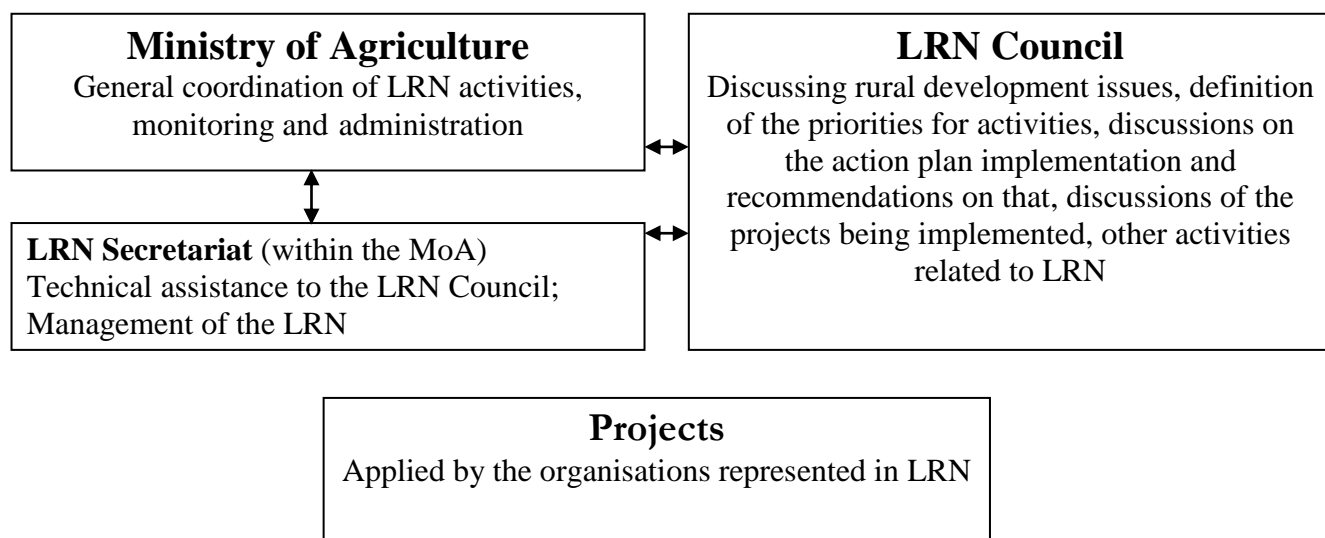 Ministry of Agriculture
General coordination of LRN activities,
monitoring and administration
LRN Secretariat (within the MoA)
Technical assistance to the LRN Council;
Management of the LRN
LRN Council
Discussing rural development issues, definition
of the priorities for activities, discussions on
the action plan implementation and
recommendations on that, discussions of the
projects being implemented, other activities
related to LRN
Projects
Applied by the organisations represented in LRN